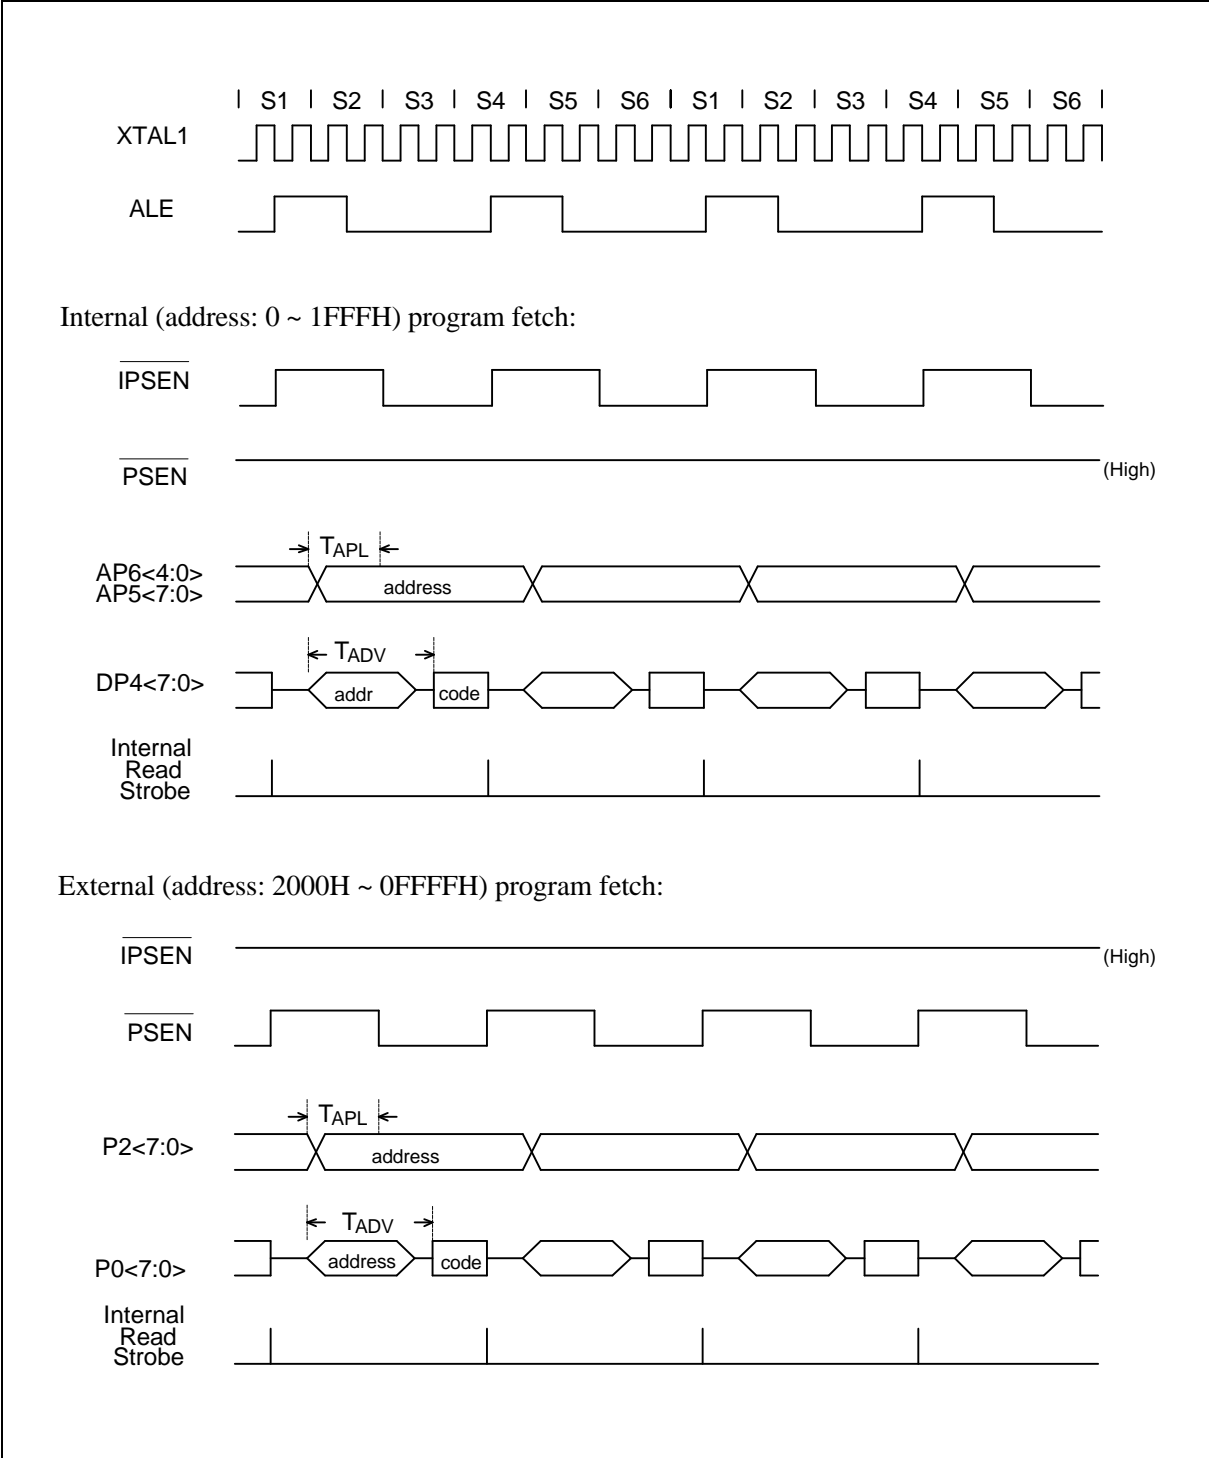 S1 S2 S3 S4 S5 S6 S1 S2 S3 S4 S5 S6
XTAL1
ALE
Internal (address: 0 ~ 1FFFH) program fetch:
IPSEN
PSEN
(High)
TAPL
AP6<4:0>
AP5<7:0>
address
TADV
DP4<7:0>
addr code
Internal
Read
Strobe
External (address: 2000H ~ 0FFFFH) program fetch:
IPSEN
(High)
PSEN
TAPL
P2<7:0>
address
TADV
P0<7:0>
address code
Internal
Read
Strobe